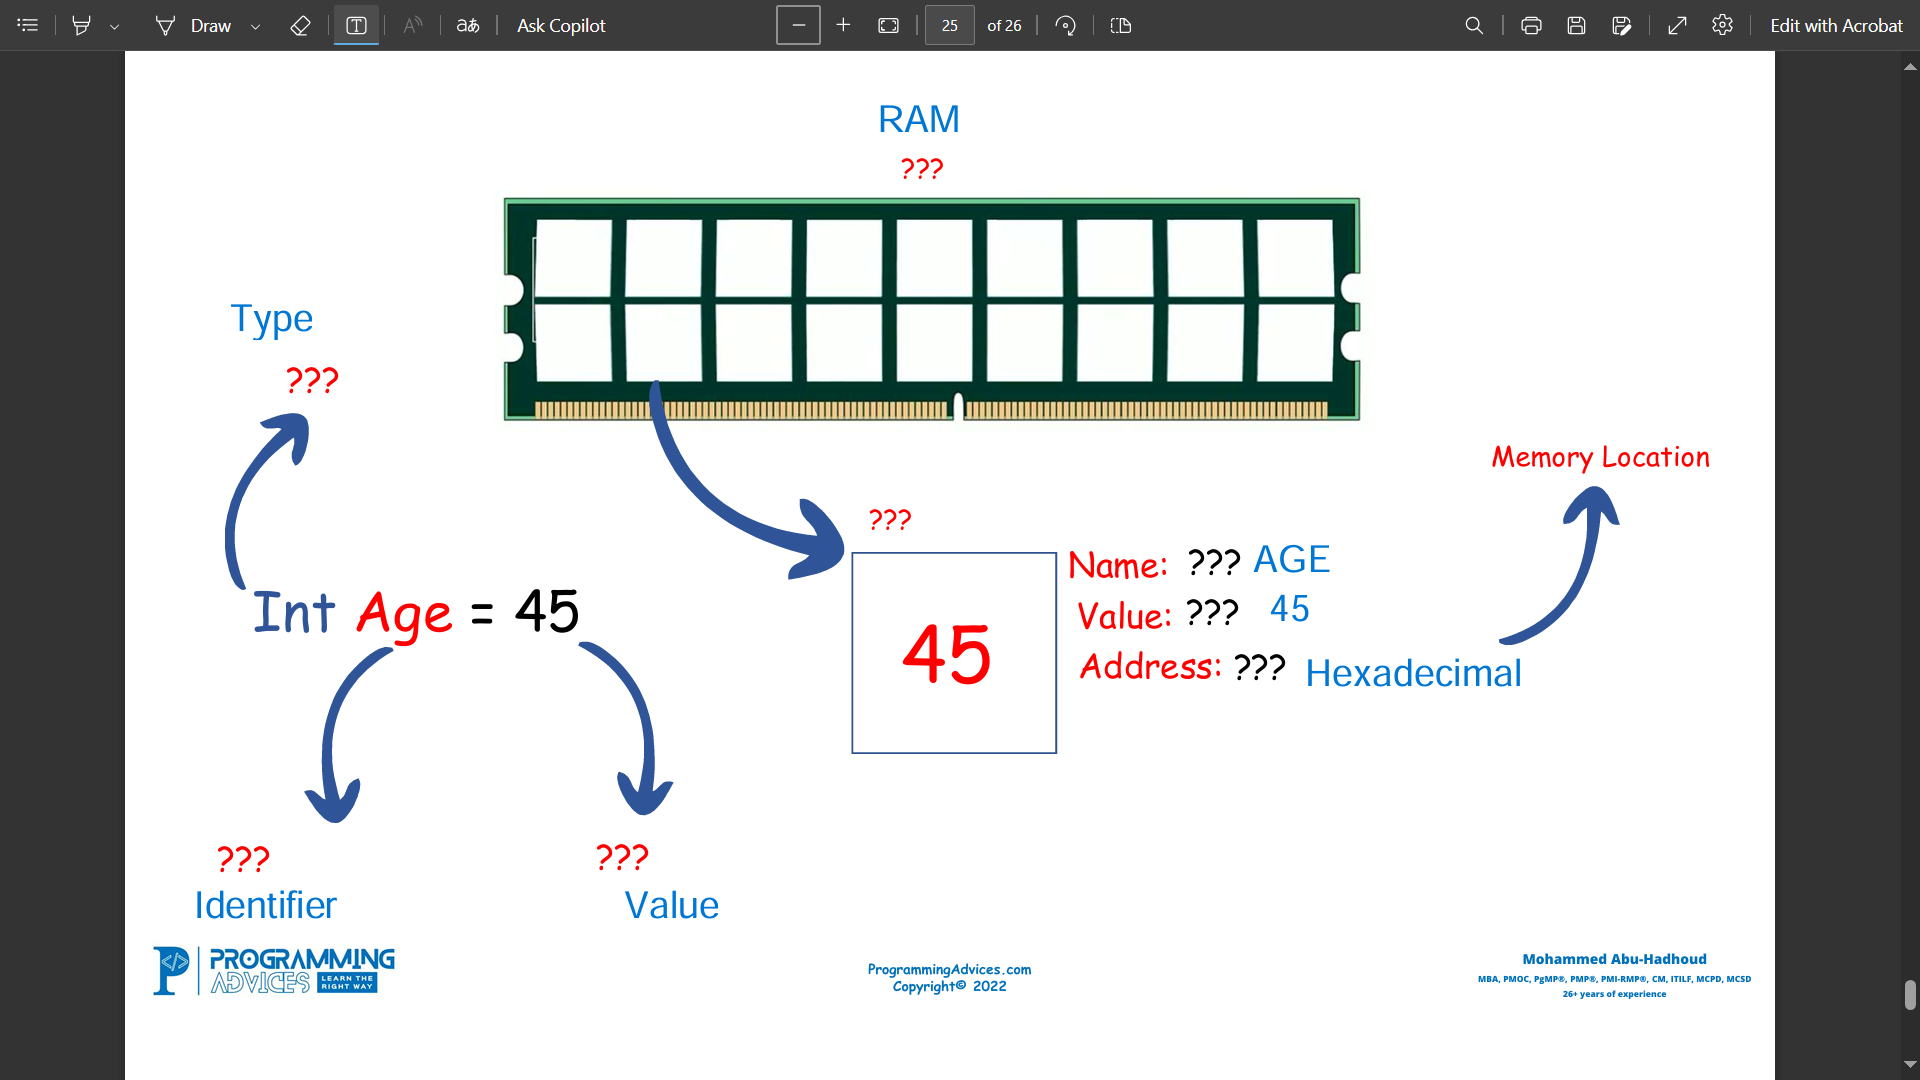 Draw
aあ
Ask Copilot
25
of 26
Edit with Acrobat
RAM
???
Type
???
Memory Location
???
Int Age = 45
45
Name: ??? AGE
Value: ??? 45
Address: ??? Hexadecimal
???
Identifier
???
Value
PROGRAMMING
ADVICES
LEARN THE
RIGHT WAY
ProgrammingAdvices.com
Copyright© 2022
Mohammed Abu-Hadhoud
MBA, PMOC, PgMP®, PMP®, PMI-RMP®, CM, ITILF, MCPD, MCSD
26+ years of experience